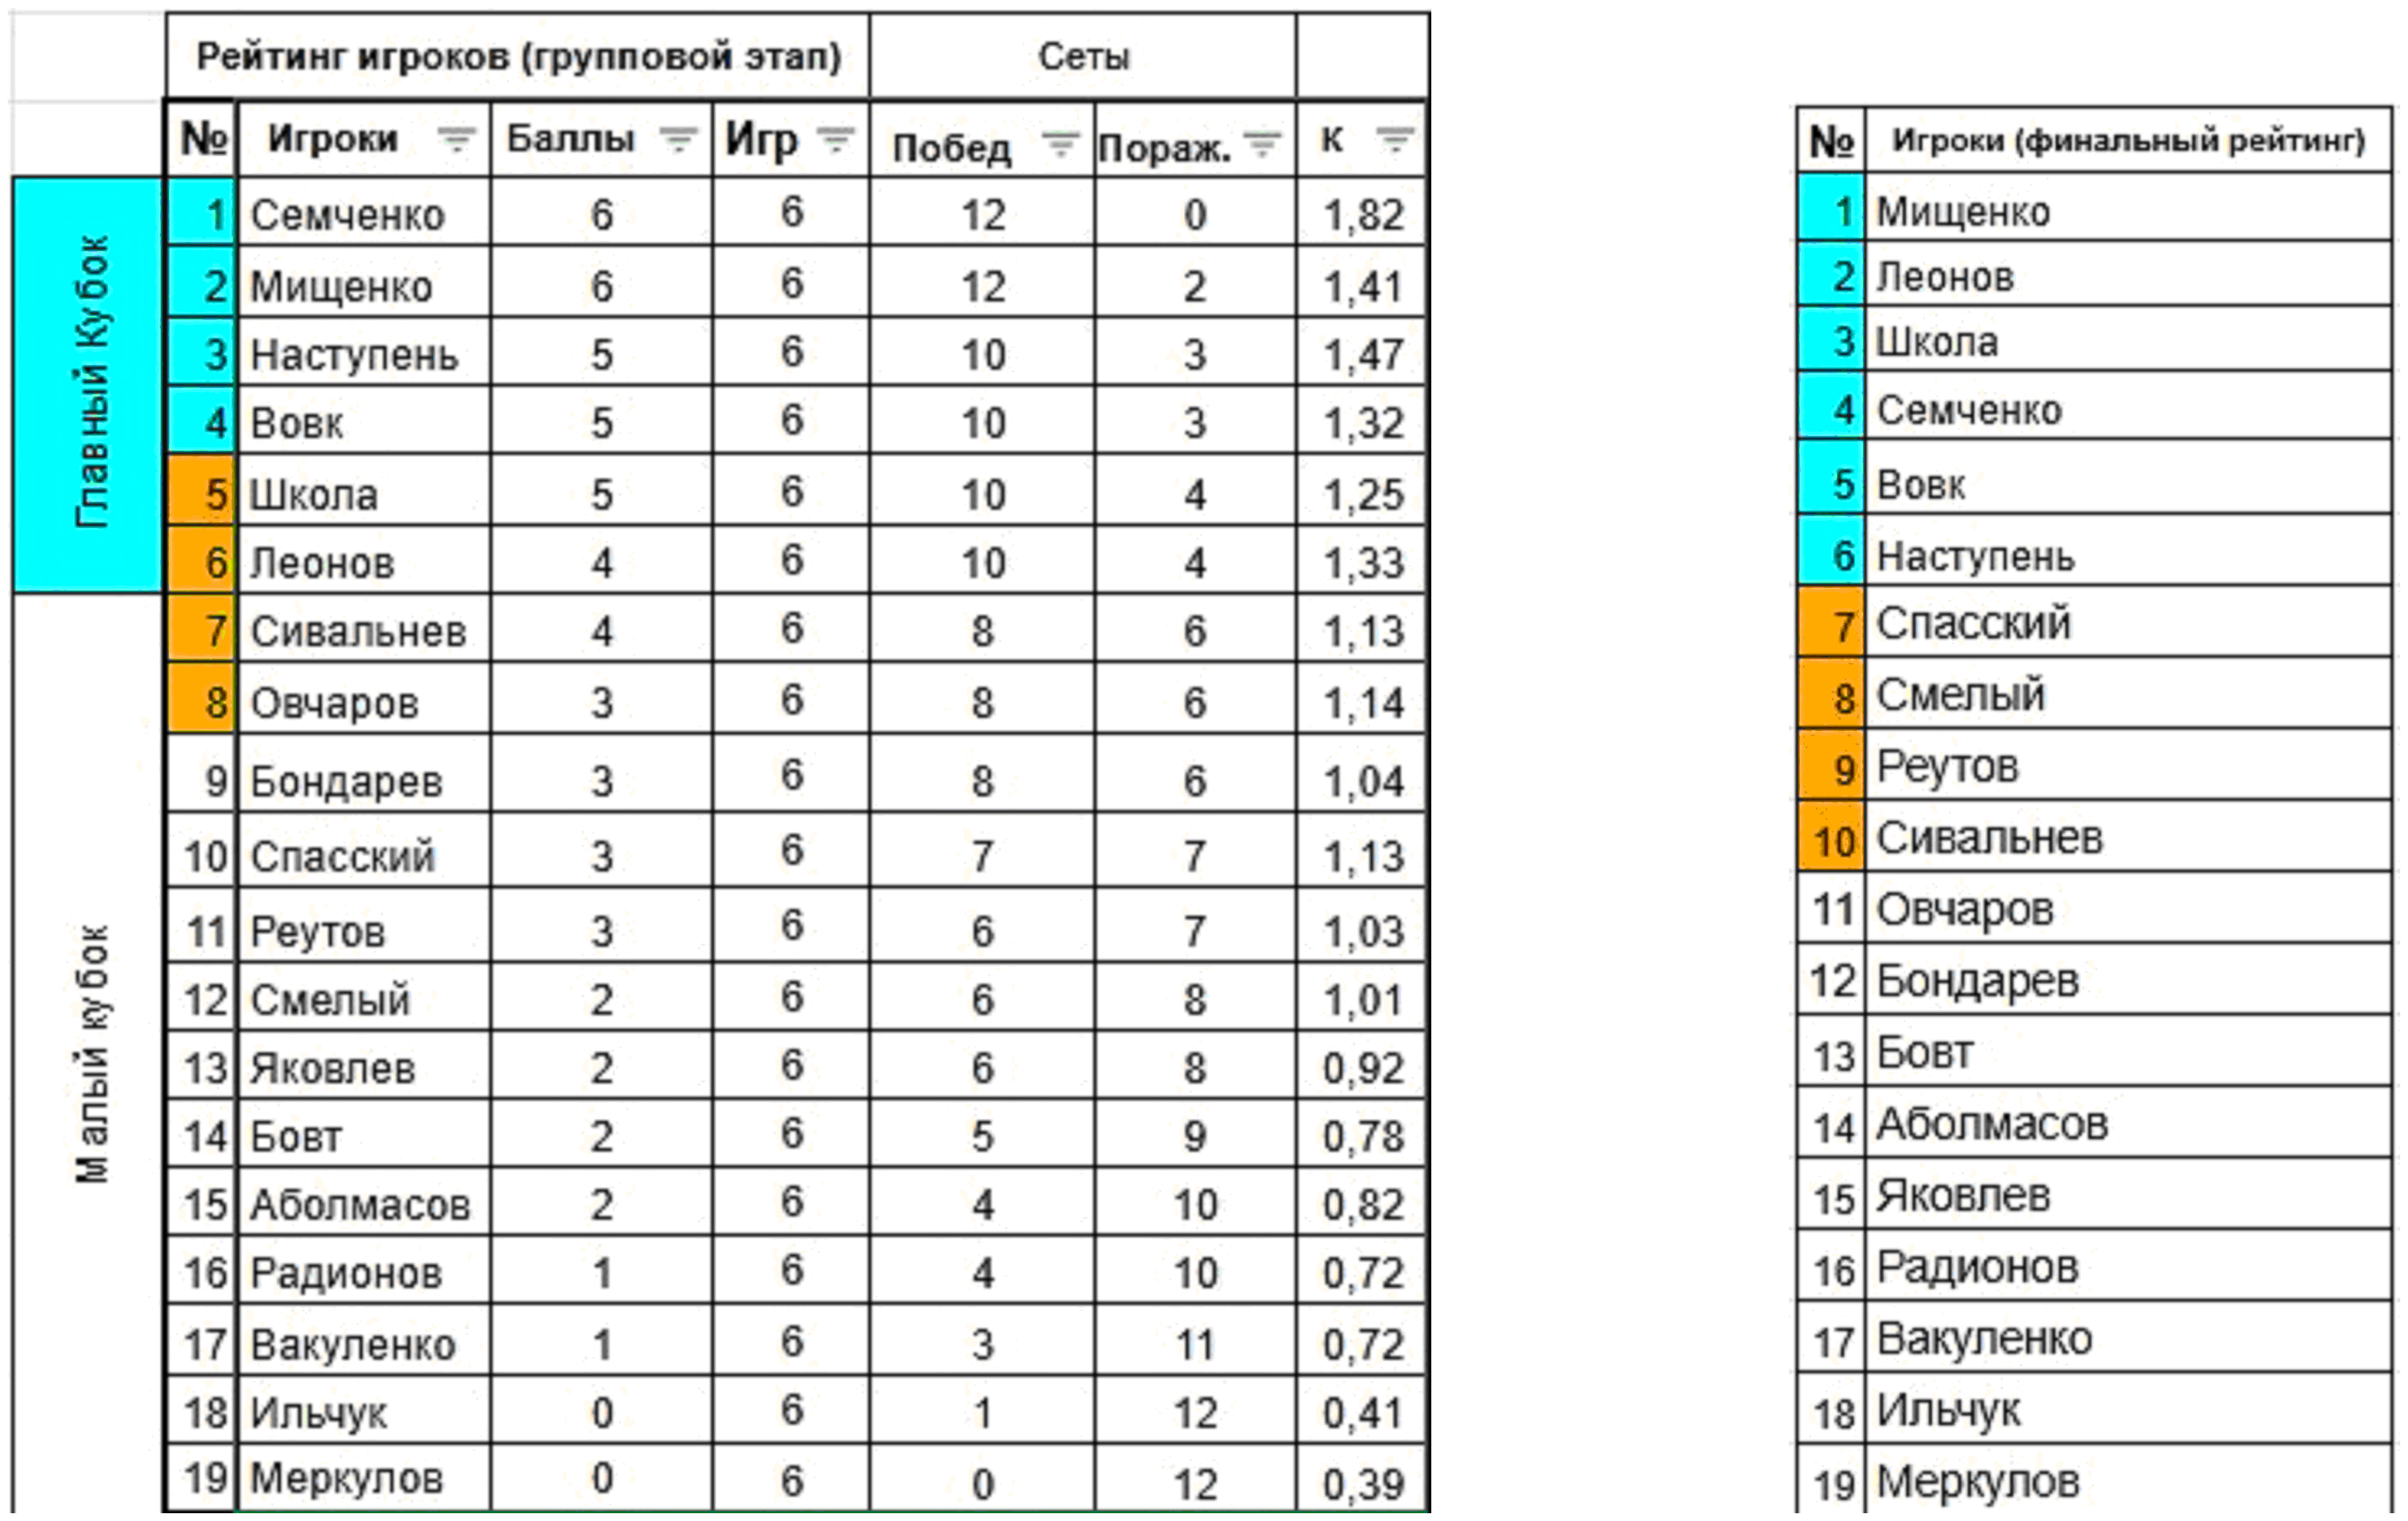 Рейтинг игроков (групповой этап) Сеты
№ Игроки Баллы Игр Побед Пораж. К
Главный Кубок
1 Семченко 6 6 12 0 1,82
2 Мищенко 6 6 12 2 1,41
3 Наступень 5 6 10 3 1,47
4 Вовк 5 6 10 3 1,32
5 Школа 5 6 10 4 1,25
6 Леонов 4 6 10 4 1,33
Малый кубок
7 Сивальнев 4 6 8 6 1,13
8 Овчаров 3 6 8 6 1,14
9 Бондарев 3 6 8 6 1,04
10 Спасский 3 6 7 7 1,13
11 Реутов 3 6 6 7 1,03
12 Смелый 2 6 6 8 1,01
13 Яковлев 2 6 6 8 0,92
14 Бовт 2 6 5 9 0,78
15 Аболмасов 2 6 4 10 0,82
16 Радионов 1 6 4 10 0,72
17 Вакуленко 1 6 3 11 0,72
18 Ильчук 0 6 1 12 0,41
19 Меркулов 0 6 0 12 0,39
№ Игроки (финальный рейтинг)
1 Мищенко
2 Леонов
3 Школа
4 Семченко
5 Вовк
6 Наступень
7 Спасский
8 Смелый
9 Реутов
10 Сивальнев
11 Овчаров
12 Бондарев
13 Бовт
14 Аболмасов
15 Яковлев
16 Радионов
17 Вакуленко
18 Ильчук
19 Меркулов